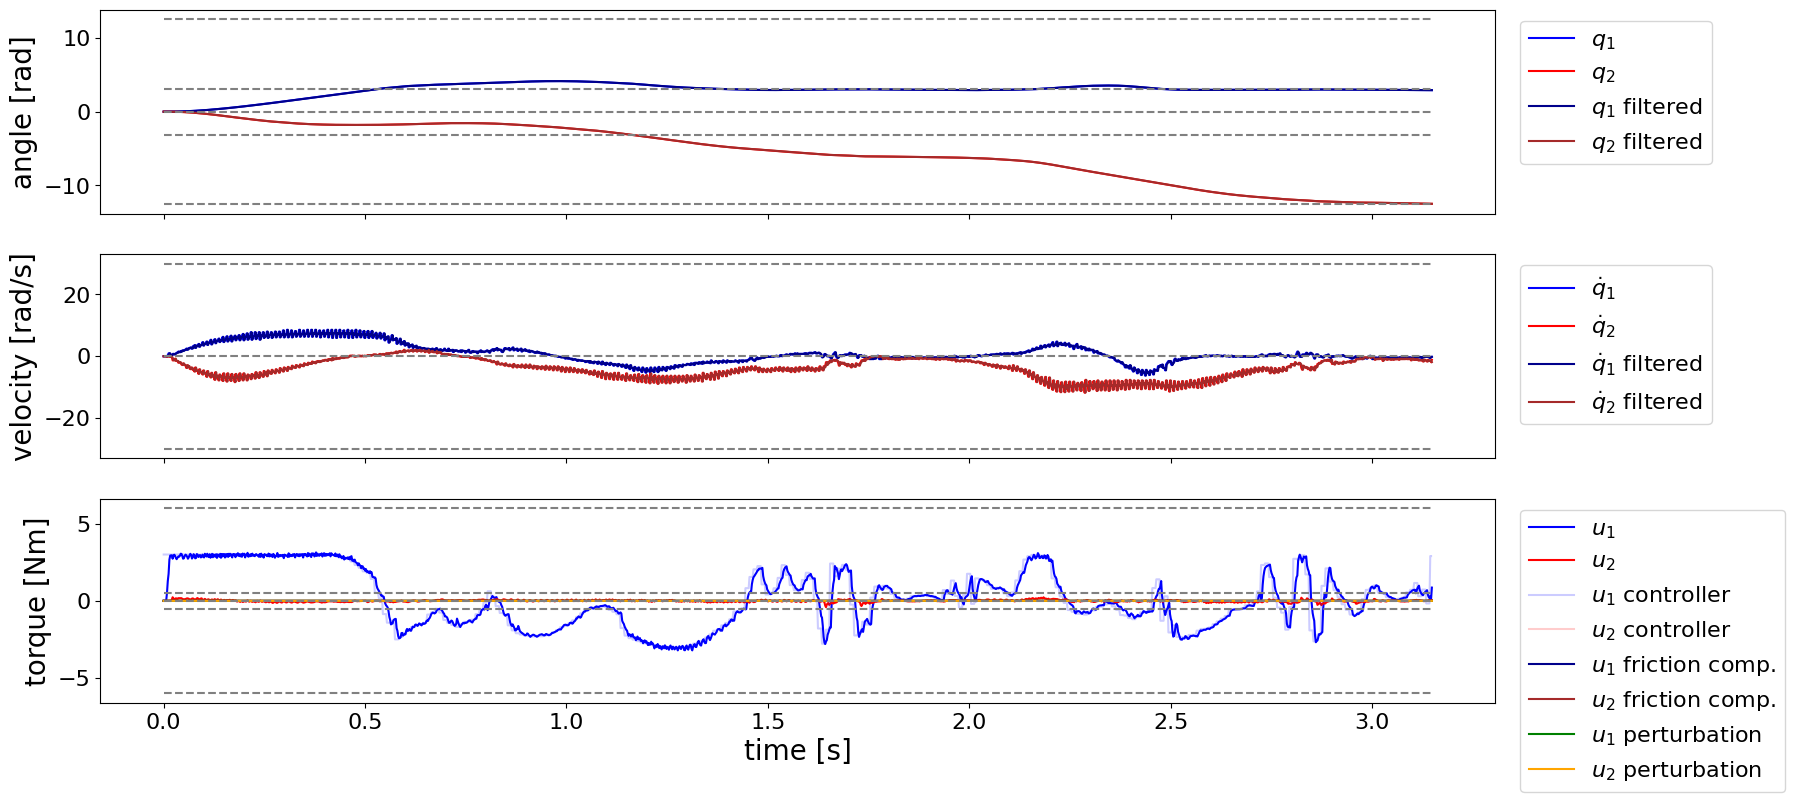 angle [rad]
10
0
−10
q₁
q₂
q₁ filtered
q₂ filtered
velocity [rad/s]
20
0
−20
q̇₁
q̇₂
q̇₁ filtered
q̇₂ filtered
torque [Nm]
5
0
−5
0.0 0.5 1.0 1.5 2.0 2.5 3.0
time [s]
u₁
u₂
u₁ controller
u₂ controller
u₁ friction comp.
u₂ friction comp.
u₁ perturbation
u₂ perturbation